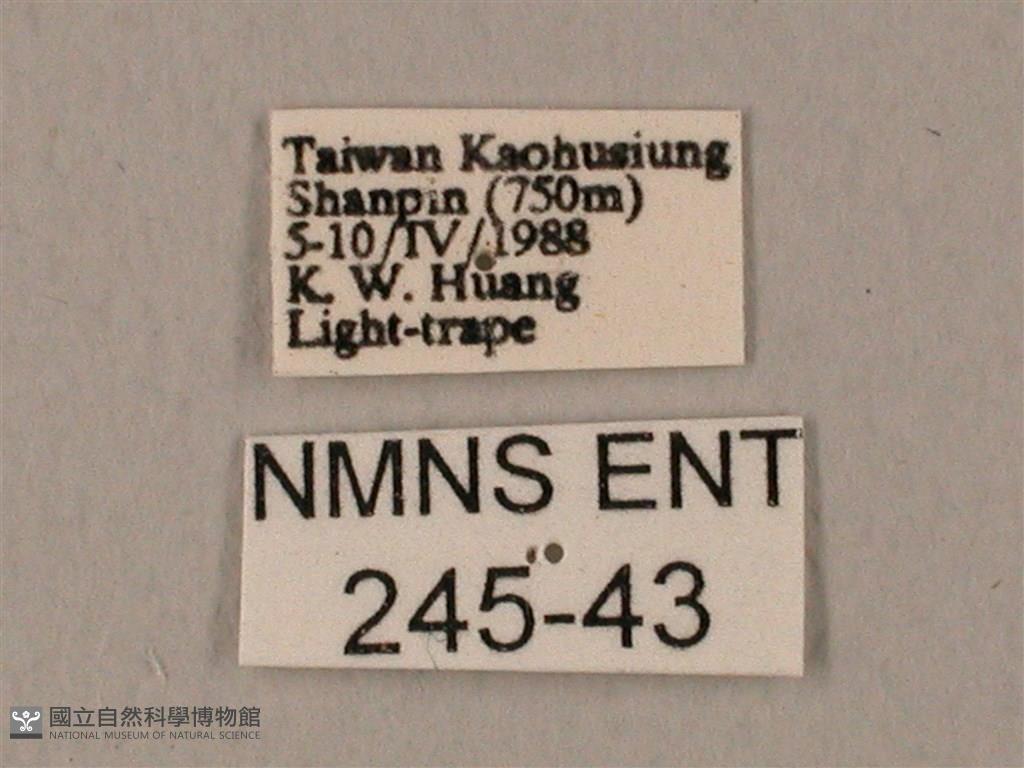 Taiwan Kaohusiung
Shanpin (750m)
5-10/IV/1988
K. W. Huang
Light-trape
NMNS ENT
245-43
國立自然科學博物館
NATIONAL MUSEUM OF NATURAL SCIENCE